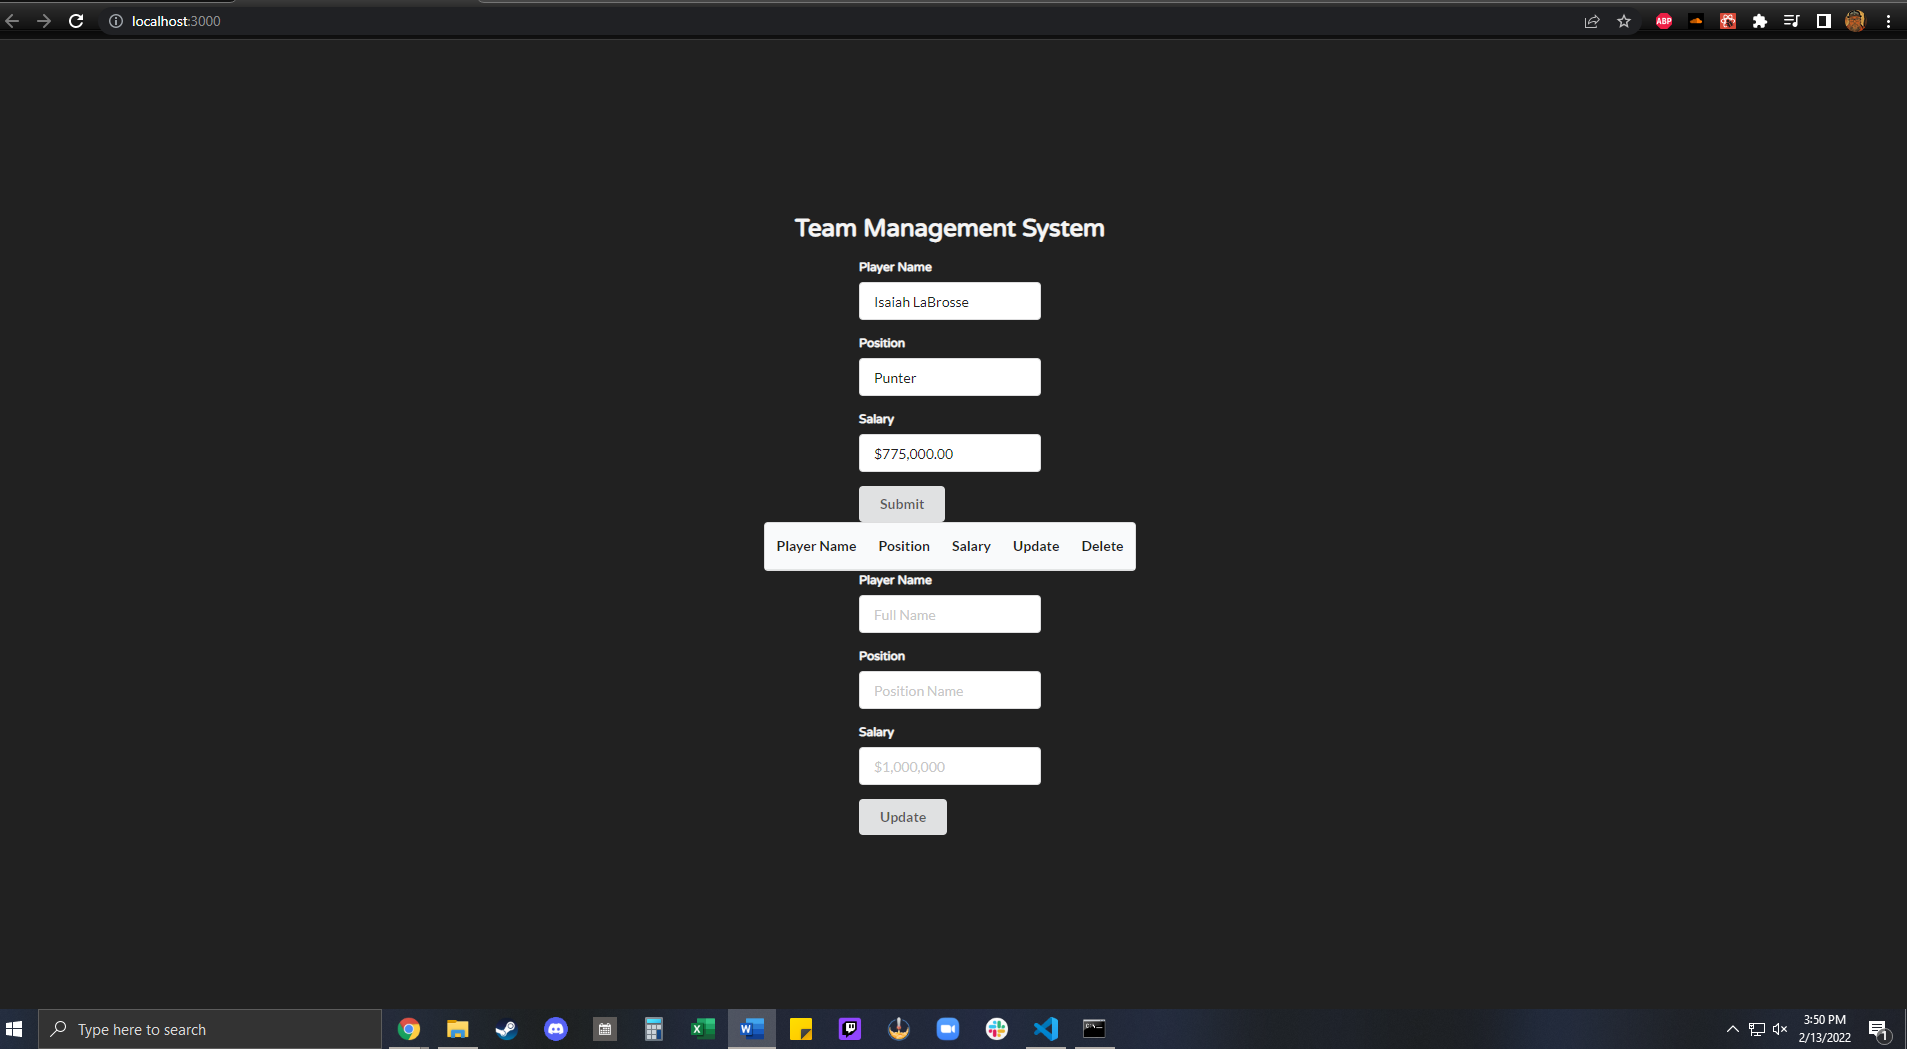 localhost:3000
ABP
Team Management System
Player Name
Isaiah LaBrosse
Position
Punter
Salary
$775,000.00
Submit
Player Name Position Salary Update Delete
Player Name
Full Name
Position
Position Name
Salary
$1,000,000
Update
Type here to search
3:50 PM
2/13/2022
1